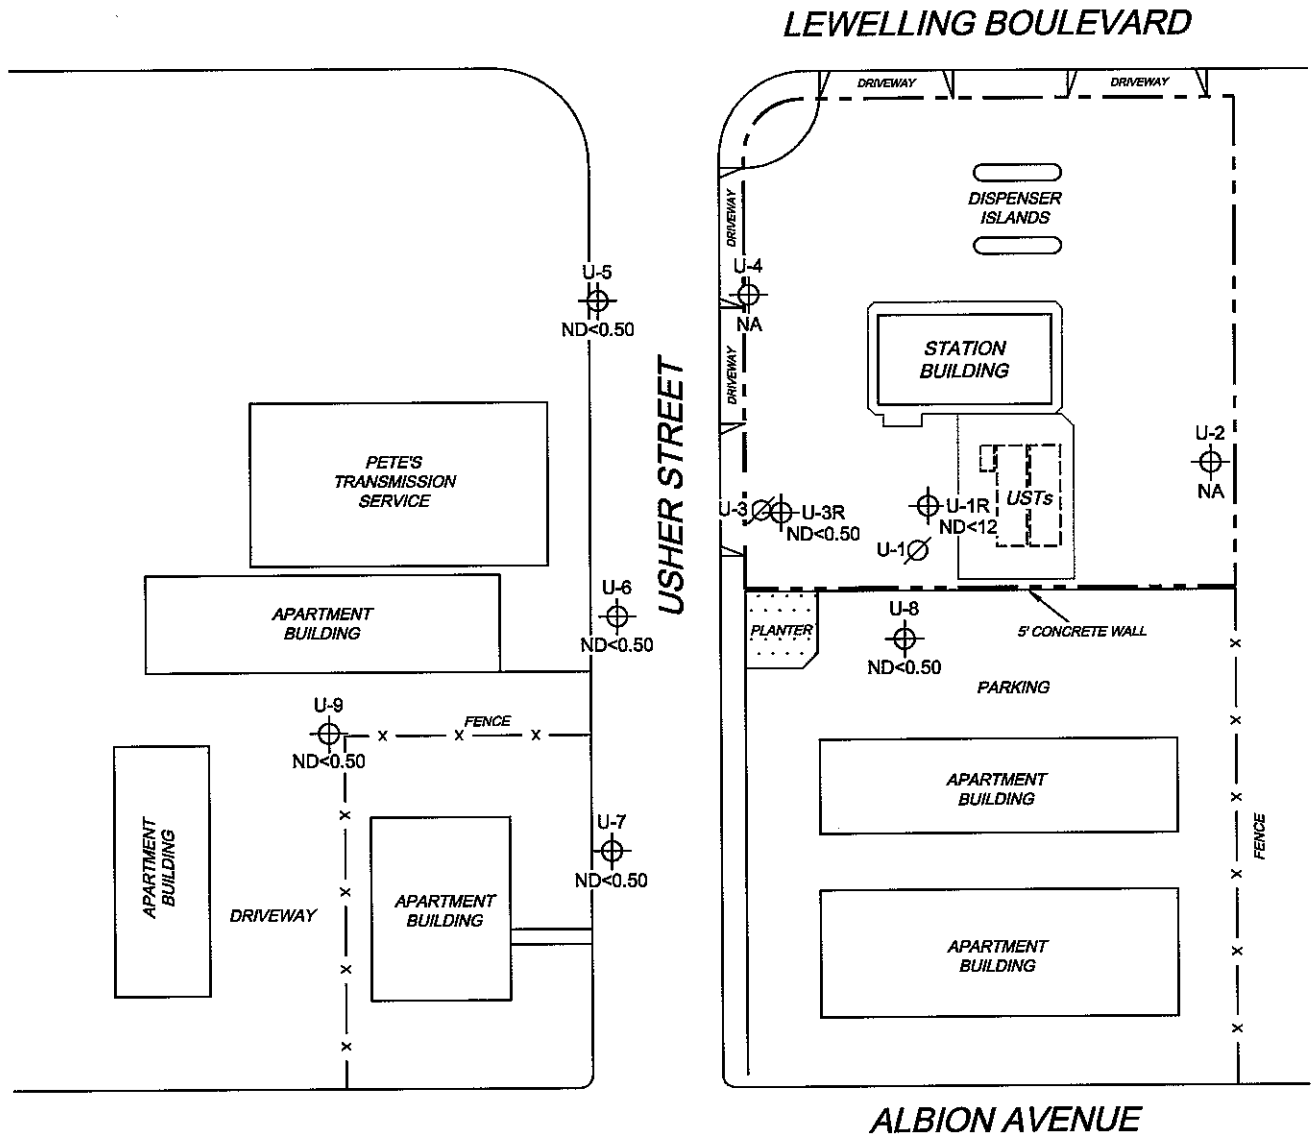 LEWELLING BOULEVARD
DRIVEWAY
DRIVEWAY
DISPENSER
ISLANDS
DRIVEWAY
U-5
ND<0.50
U-4
NA
STATION
BUILDING
DRIVEWAY
USHER STREET
PETE'S
TRANSMISSION
SERVICE
U-2
NA
USTs
U-3
U-3R
ND<0.50
U-1R
ND<12
U-1
APARTMENT
BUILDING
U-6
ND<0.50
PLANTER
U-8
ND<0.50
5' CONCRETE WALL
PARKING
U-9
ND<0.50
FENCE
x x x
APARTMENT
BUILDING
APARTMENT
BUILDING
DRIVEWAY
x
x
x
x
APARTMENT
BUILDING
U-7
ND<0.50
APARTMENT
BUILDING
x
x
x
x
x
x
FENCE
ALBION AVENUE